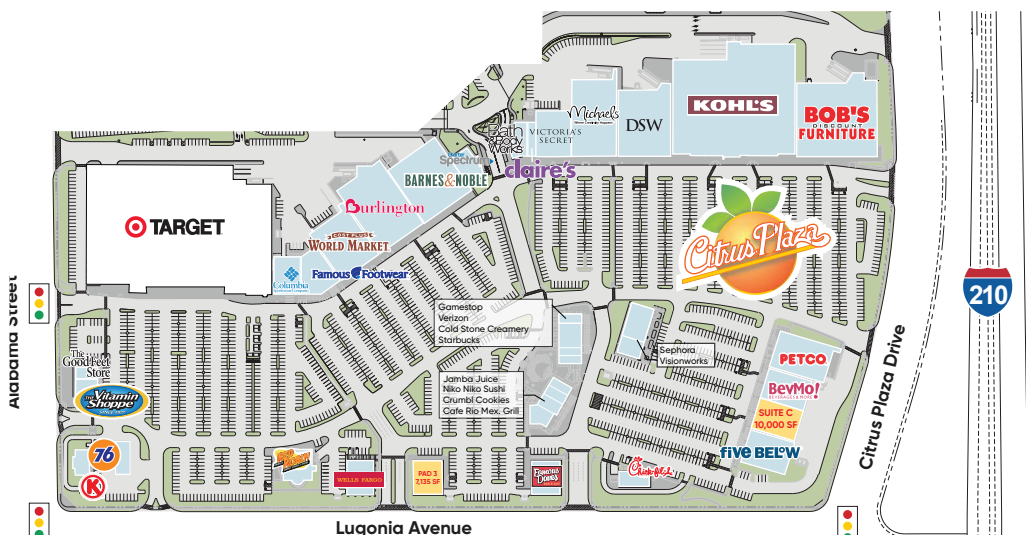 KOHL'S
BOB'S
DISCOUNT
FURNITURE
Michaels
DSW
VICTORIA'S
SECRET
Bath
& Body
Works
claire's
Spectrum
BARNES & NOBLE
Burlington
COST PLUS
WORLD MARKET
Famous Footwear
Columbia
TARGET
Citrus Plaza
210
Alabama Street
Citrus Plaza Drive
Gamestop
Verizon
Cold Stone Creamery
Starbucks
Sephora
Visionworks
Jamba Juice
Niko Niko Sushi
Crumbl Cookies
Cafe Rio Mex. Grill
The
Good Feet
Store
The
Vitamin
Shoppe
76
K
PETCO
BevMo!
BEVERAGES & MORE!
SUITE C
10,000 SF
five BELOW
WELLS FARGO
PAD 3
7,135 SF
Famous
Dave's
Chick-fil-A
Lugonia Avenue